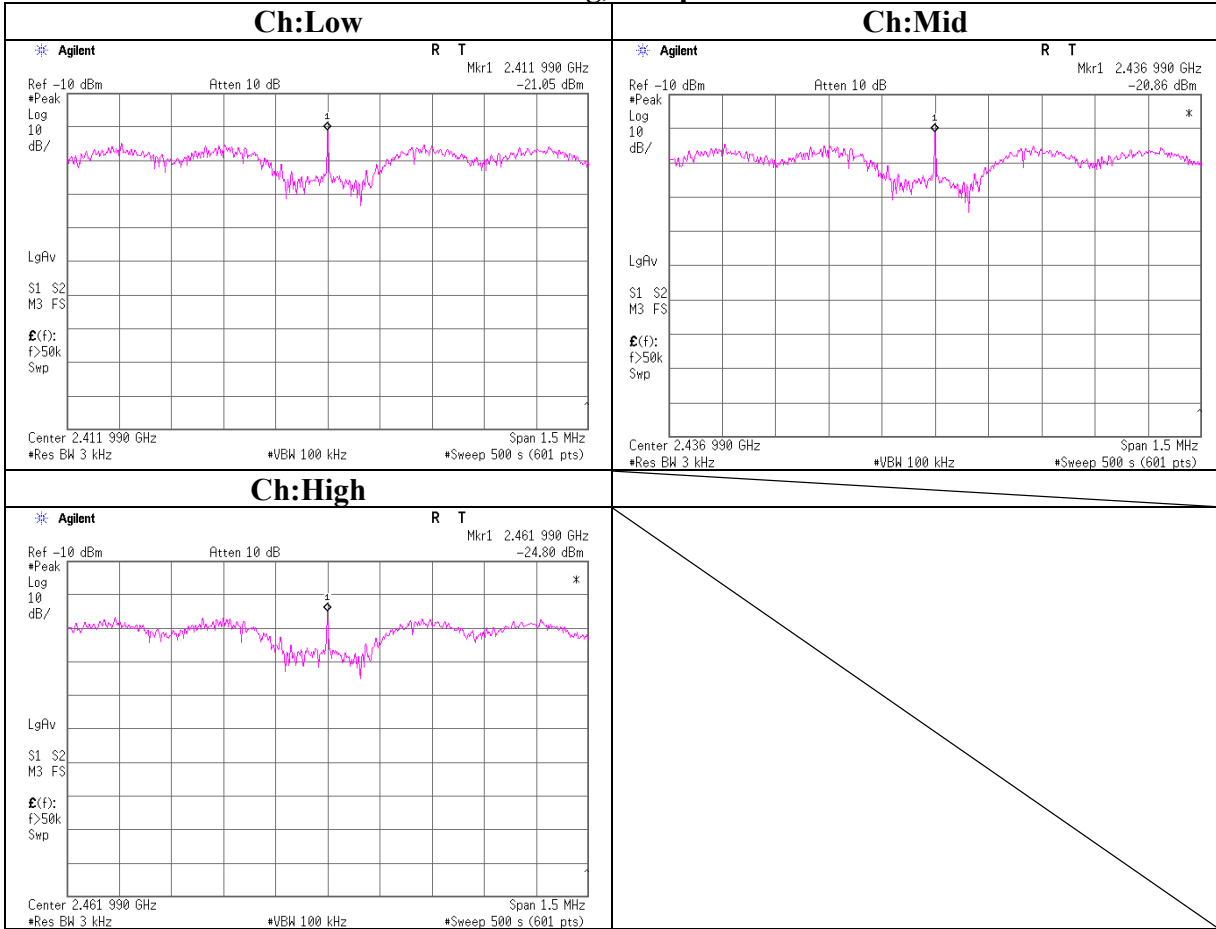 Ch:Low
Agilent
R T
Mkr1 2.411 990 GHz
Ref -10 dBm
Atten 10 dB
-21.05 dBm
#Peak
Log
10
dB/
1
LgAv
S1 S2
M3 FS
£(f):
f>50k
Swp
Center 2.411 990 GHz
Span 1.5 MHz
#Res BW 3 kHz
#VBW 100 kHz
#Sweep 500 s (601 pts)
Ch:Mid
Agilent
R T
Mkr1 2.436 990 GHz
Ref -10 dBm
Atten 10 dB
-20.86 dBm
#Peak
Log
10
dB/
1
*
LgAv
S1 S2
M3 FS
£(f):
f>50k
Swp
Center 2.436 990 GHz
Span 1.5 MHz
#Res BW 3 kHz
#VBW 100 kHz
#Sweep 500 s (601 pts)
Ch:High
Agilent
R T
Mkr1 2.461 990 GHz
Ref -10 dBm
Atten 10 dB
-24.80 dBm
#Peak
Log
10
dB/
1
*
LgAv
S1 S2
M3 FS
£(f):
f>50k
Swp
Center 2.461 990 GHz
Span 1.5 MHz
#Res BW 3 kHz
#VBW 100 kHz
#Sweep 500 s (601 pts)